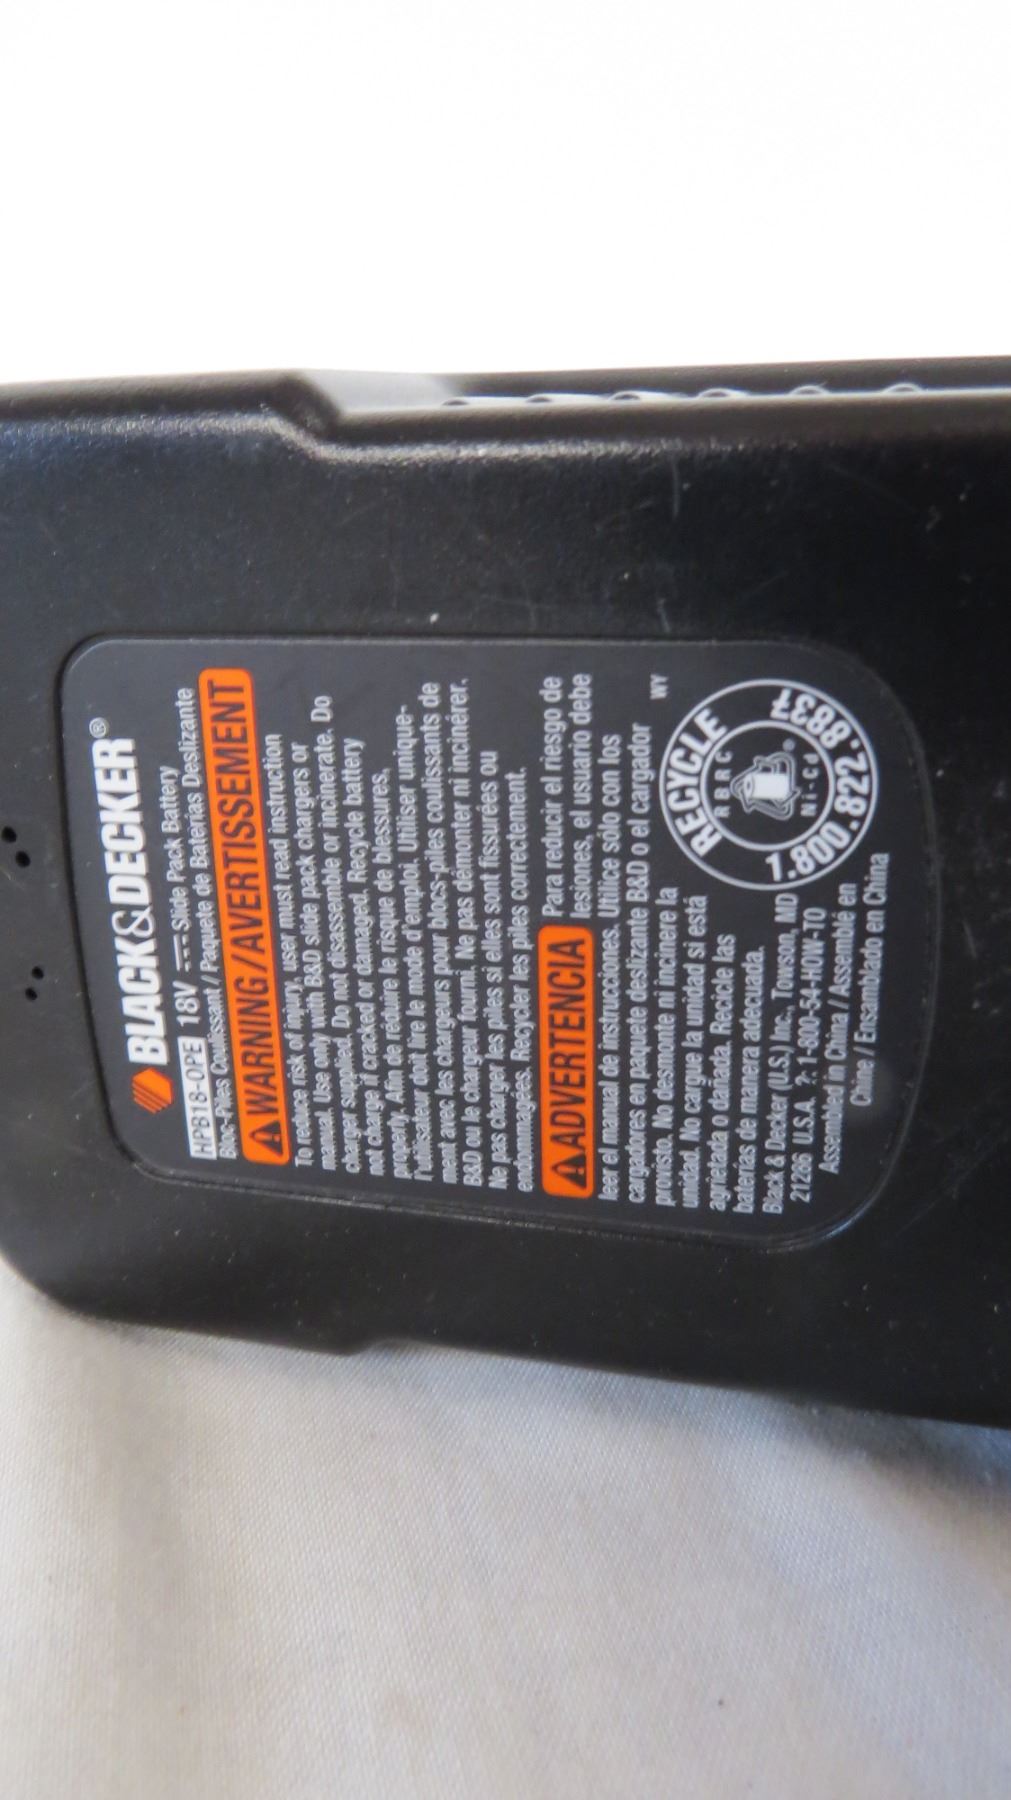 BLACK&DECKER®
HPB18-OPE 18V Slide Pack Battery
Bloc-Piles Coulissant / Paquete de Baterías Deslizante
WARNING/AVERTISSEMENT
To reduce risk of injury, user must read instruction
manual. Use only with B&D slide pack chargers or
charger supplied. Do not disassemble or incinerate. Do
not charge if cracked or damaged. Recycle battery
properly. Afin de réduire le risque de blessures,
l'utilisateur doit lire le mode d'emploi. Utiliser unique-
ment avec les chargeurs pour blocs-piles coulissants de
B&D ou le chargeur fourni. Ne pas démonter ni incinérer.
Ne pas charger les piles si elles sont fissurées ou
endommagées. Recycler les piles correctement.
ADVERTENCIA Para reducir el riesgo de
lesiones, el usuario debe
leer el manual de instrucciones. Utilice sólo con los
cargadores en paquete deslizante B&D o el cargador
provisto. No desmonte ni incinere la
unidad. No cargue la unidad si está
agrietada o dañada. Recicle las
baterías de manera adecuada.
Black & Decker (U.S.) Inc., Towson, MD
21286 U.S.A. ?: 1-800-54-HOW-TO
Assembled in China / Assemblé en
Chine / Ensamblado en China
WY
RECYCLE
RBRC
Ni-Cd
1.800.822.8837